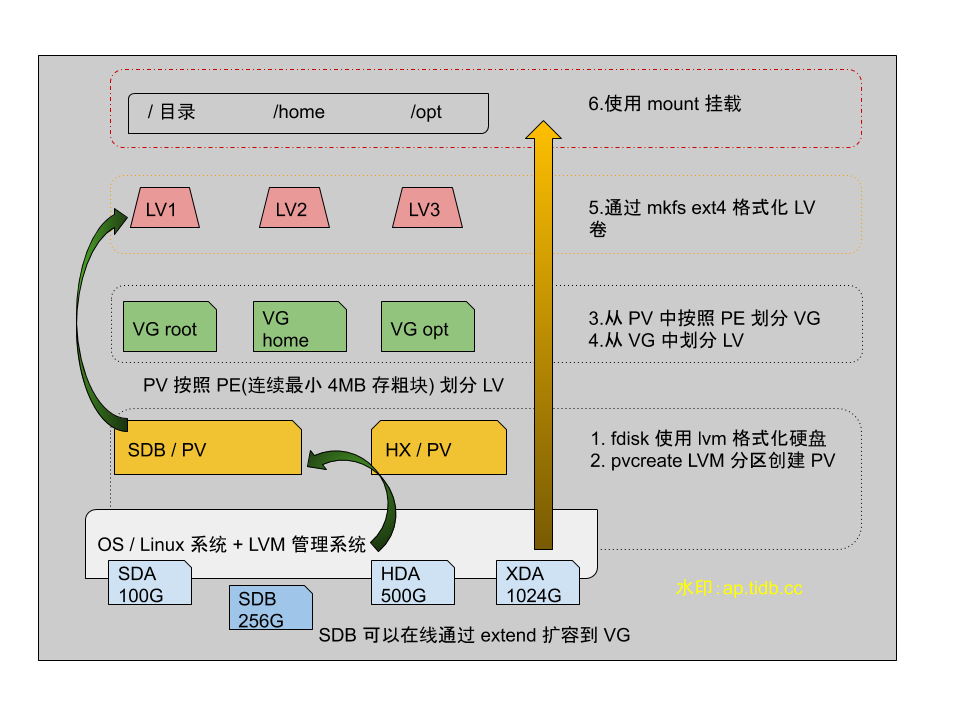 / 目录 /home /opt
6.使用 mount 挂载
LV1 LV2 LV3
5.通过 mkfs ext4 格式化 LV
卷
VG root
VG
home
VG opt
3.从 PV 中按照 PE 划分 VG
4.从 VG 中划分 LV
PV 按照 PE(连续最小 4MB 存粗块) 划分 LV
SDB / PV
HX / PV
1. fdisk 使用 lvm 格式化硬盘
2. pvcreate LVM 分区创建 PV
OS / Linux 系统 + LVM 管理系统
SDA
100G
SDB
256G
HDA
500G
XDA
1024G
水印：ap.tidb.cc
SDB 可以在线通过 extend 扩容到 VG